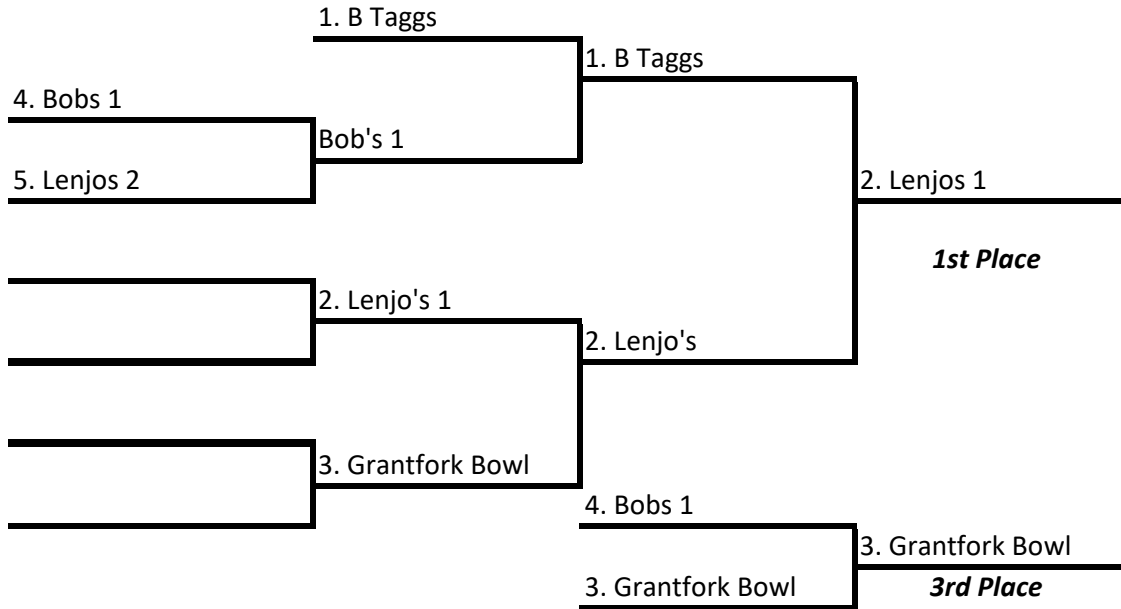 1. B Taggs
1. B Taggs
4. Bobs 1
Bob's 1
5. Lenjos 2
2. Lenjos 1
1st Place
2. Lenjo's 1
2. Lenjo's
3. Grantfork Bowl
4. Bobs 1
3. Grantfork Bowl
3. Grantfork Bowl
3rd Place